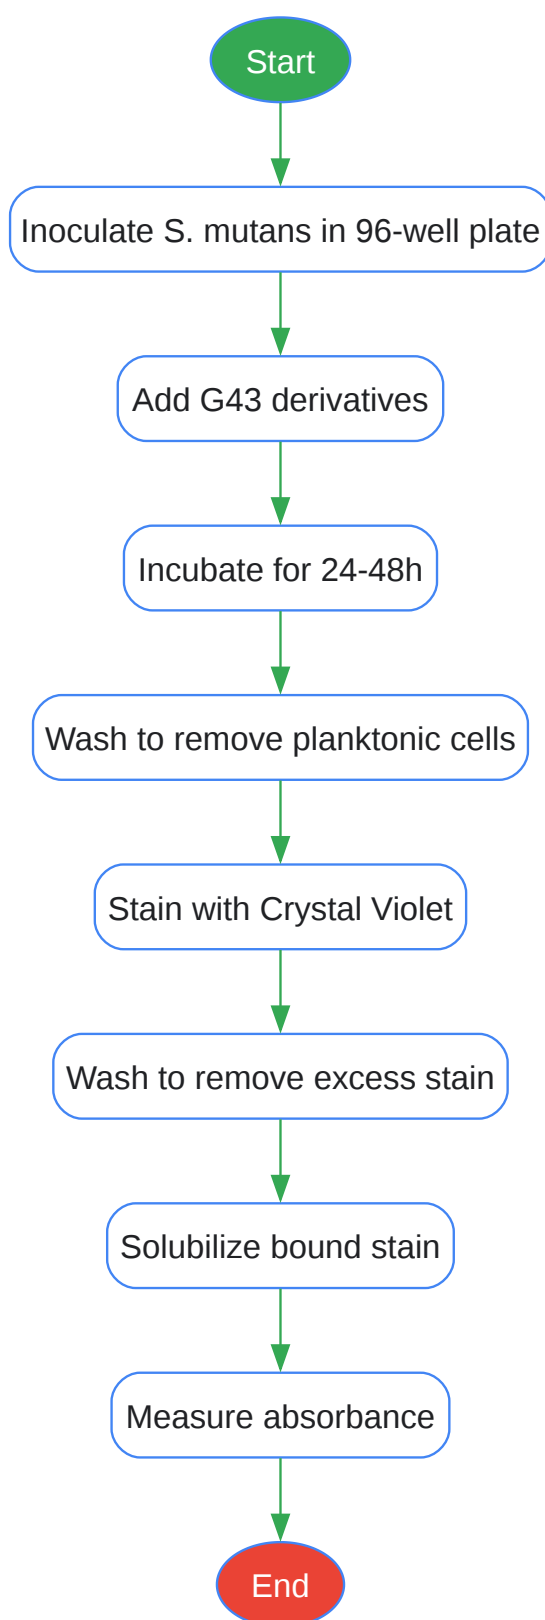 Start
Inoculate S. mutans in 96-well plate
Add G43 derivatives
Incubate for 24-48h
Wash to remove planktonic cells
Stain with Crystal Violet
Wash to remove excess stain
Solubilize bound stain
Measure absorbance
End